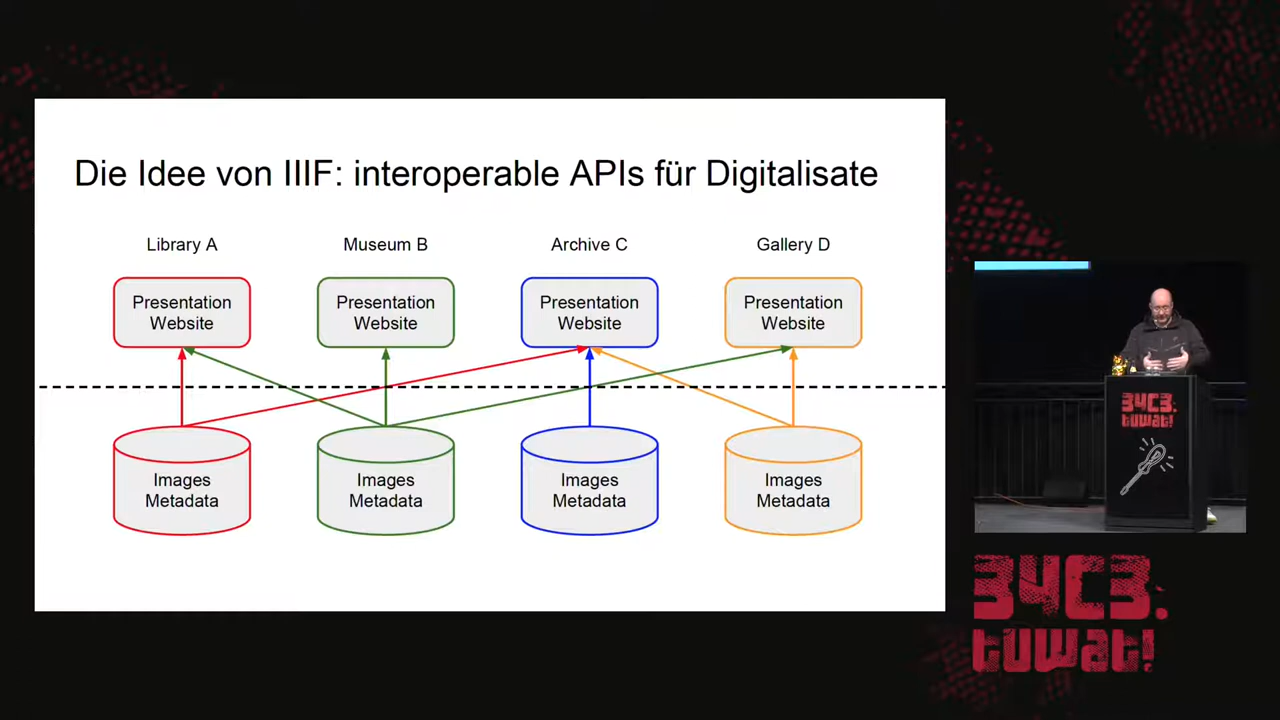 Die Idee von IIIF: interoperable APIs für Digitalisate
Library A
Museum B
Archive C
Gallery D
Presentation
Website
Presentation
Website
Presentation
Website
Presentation
Website
Images
Metadata
Images
Metadata
Images
Metadata
Images
Metadata
34C3.
tuwat!
34C3.
tuwat!